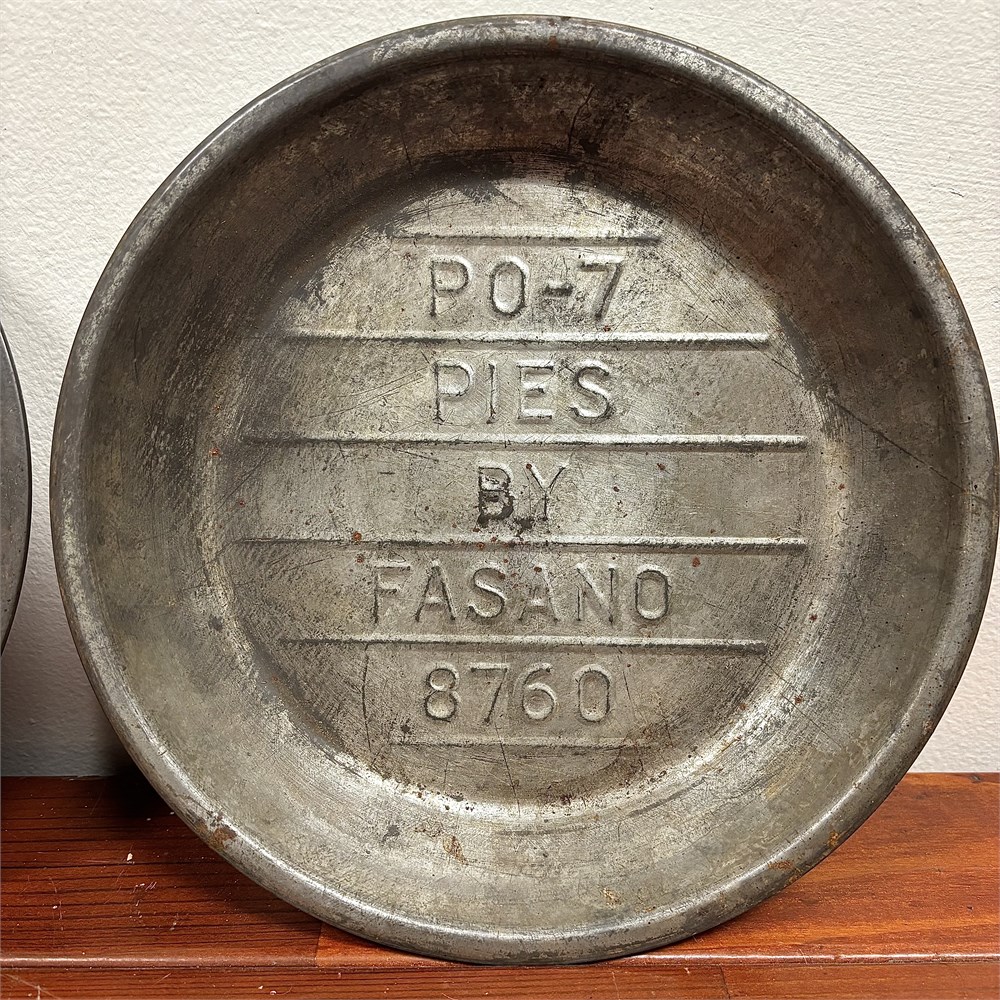 PO-7
PIES
BY
FASANO
8760